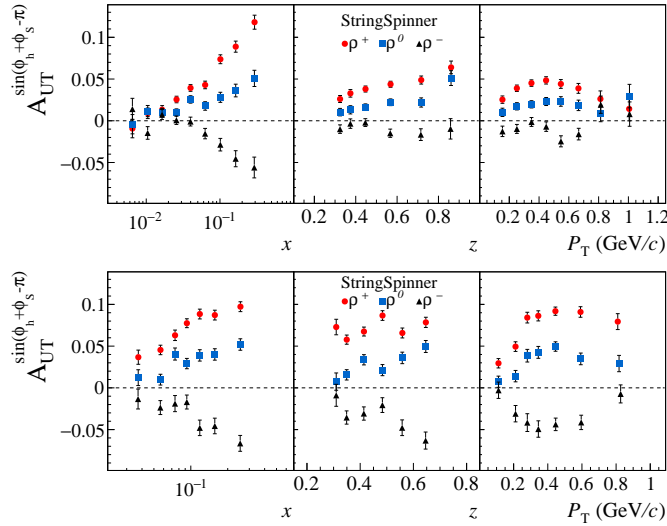 A_UT^sin(ϕ_h+ϕ_S-π)
StringSpinner
ρ⁺ ρ⁰ ρ⁻
0.1
0.05
0
−0.05
10⁻² 10⁻¹
0.2 0.4 0.6 0.8
0.2 0.4 0.6 0.8 1 1.2
x z P_T (GeV/c)
A_UT^sin(ϕ_h+ϕ_S-π)
StringSpinner
ρ⁺ ρ⁰ ρ⁻
0.1
0.05
0
−0.05
10⁻¹
0 0.2 0.4 0.6 0.8
0.2 0.4 0.6 0.8 1
x z P_T (GeV/c)